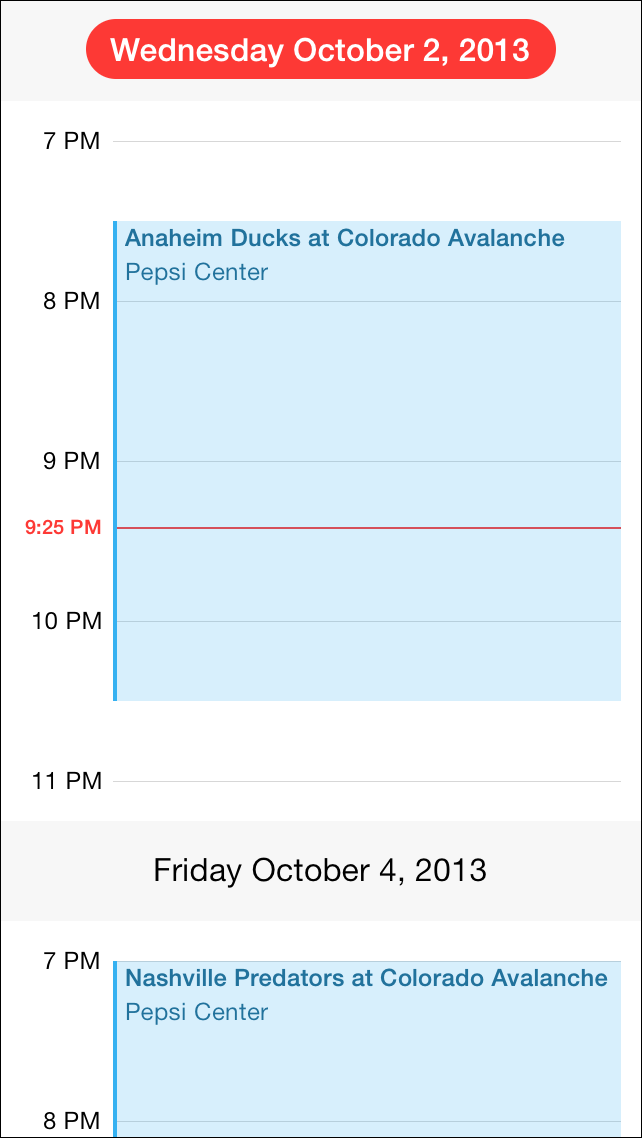 Wednesday October 2, 2013
7 PM
Anaheim Ducks at Colorado Avalanche
Pepsi Center
8 PM
9 PM
9:25 PM
10 PM
11 PM
Friday October 4, 2013
7 PM
Nashville Predators at Colorado Avalanche
Pepsi Center
8 PM